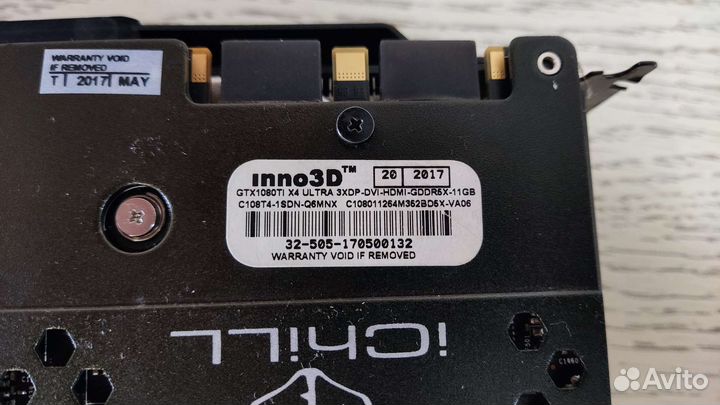 WARRANTY VOID
IF REMOVED
T I 2017 MAY
inno3D™ 20 2017
GTX1080TI X4 ULTRA 3XDP-DVI-HDMI-GDDR5X-11GB
C108T4-1SDN-Q6MNX C108011264M352BD5X-VA06
32-505-170500132
WARRANTY VOID IF REMOVED
iChiLL
C1060
Avito